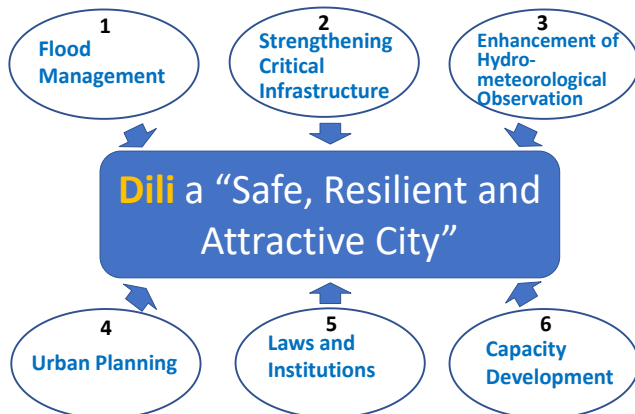 1
Flood
Management
2
Strengthening
Critical
Infrastructure
3
Enhancement of
Hydro-
meteorological
Observation
Dili a “Safe, Resilient and
Attractive City”
4
Urban Planning
5
Laws and
Institutions
6
Capacity
Development